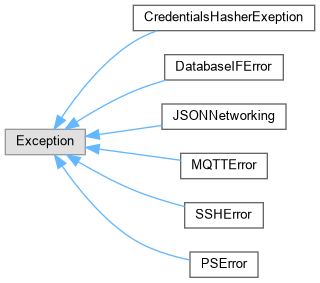 CredentialsHasherExeption
DatabaseIFError
JSONNetworking
Exception
MQTTError
SSHError
PSError